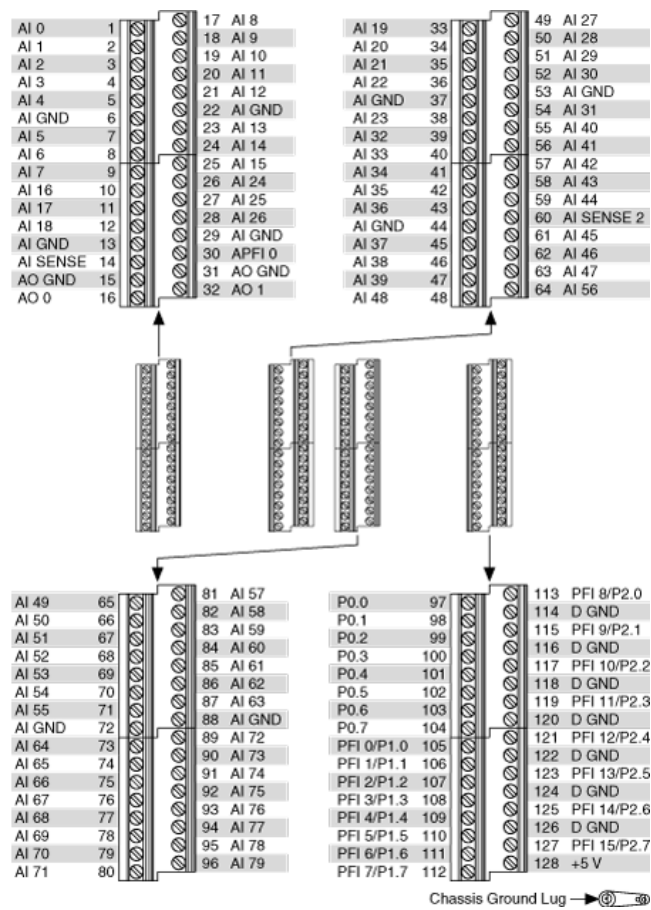 AI 0 1
AI 1 2
AI 2 3
AI 3 4
AI 4 5
AI GND 6
AI 5 7
AI 6 8
AI 7 9
AI 16 10
AI 17 11
AI 18 12
AI GND 13
AI SENSE 14
AO GND 15
AO 0 16
17 AI 8
18 AI 9
19 AI 10
20 AI 11
21 AI 12
22 AI GND
23 AI 13
24 AI 14
25 AI 15
26 AI 24
27 AI 25
28 AI 26
29 AI GND
30 APFI 0
31 AO GND
32 AO 1
AI 19 33
AI 20 34
AI 21 35
AI 22 36
AI GND 37
AI 23 38
AI 32 39
AI 33 40
AI 34 41
AI 35 42
AI 36 43
AI GND 44
AI 37 45
AI 38 46
AI 39 47
AI 48 48
49 AI 27
50 AI 28
51 AI 29
52 AI 30
53 AI GND
54 AI 31
55 AI 40
56 AI 41
57 AI 42
58 AI 43
59 AI 44
60 AI SENSE 2
61 AI 45
62 AI 46
63 AI 47
64 AI 56
AI 49 65
AI 50 66
AI 51 67
AI 52 68
AI 53 69
AI 54 70
AI 55 71
AI GND 72
AI 64 73
AI 65 74
AI 66 75
AI 67 76
AI 68 77
AI 69 78
AI 70 79
AI 71 80
81 AI 57
82 AI 58
83 AI 59
84 AI 60
85 AI 61
86 AI 62
87 AI 63
88 AI GND
89 AI 72
90 AI 73
91 AI 74
92 AI 75
93 AI 76
94 AI 77
95 AI 78
96 AI 79
P0.0 97
P0.1 98
P0.2 99
P0.3 100
P0.4 101
P0.5 102
P0.6 103
P0.7 104
PFI 0/P1.0 105
PFI 1/P1.1 106
PFI 2/P1.2 107
PFI 3/P1.3 108
PFI 4/P1.4 109
PFI 5/P1.5 110
PFI 6/P1.6 111
PFI 7/P1.7 112
113 PFI 8/P2.0
114 D GND
115 PFI 9/P2.1
116 D GND
117 PFI 10/P2.2
118 D GND
119 PFI 11/P2.3
120 D GND
121 PFI 12/P2.4
122 D GND
123 PFI 13/P2.5
124 D GND
125 PFI 14/P2.6
126 D GND
127 PFI 15/P2.7
128 +5 V
Chassis Ground Lug